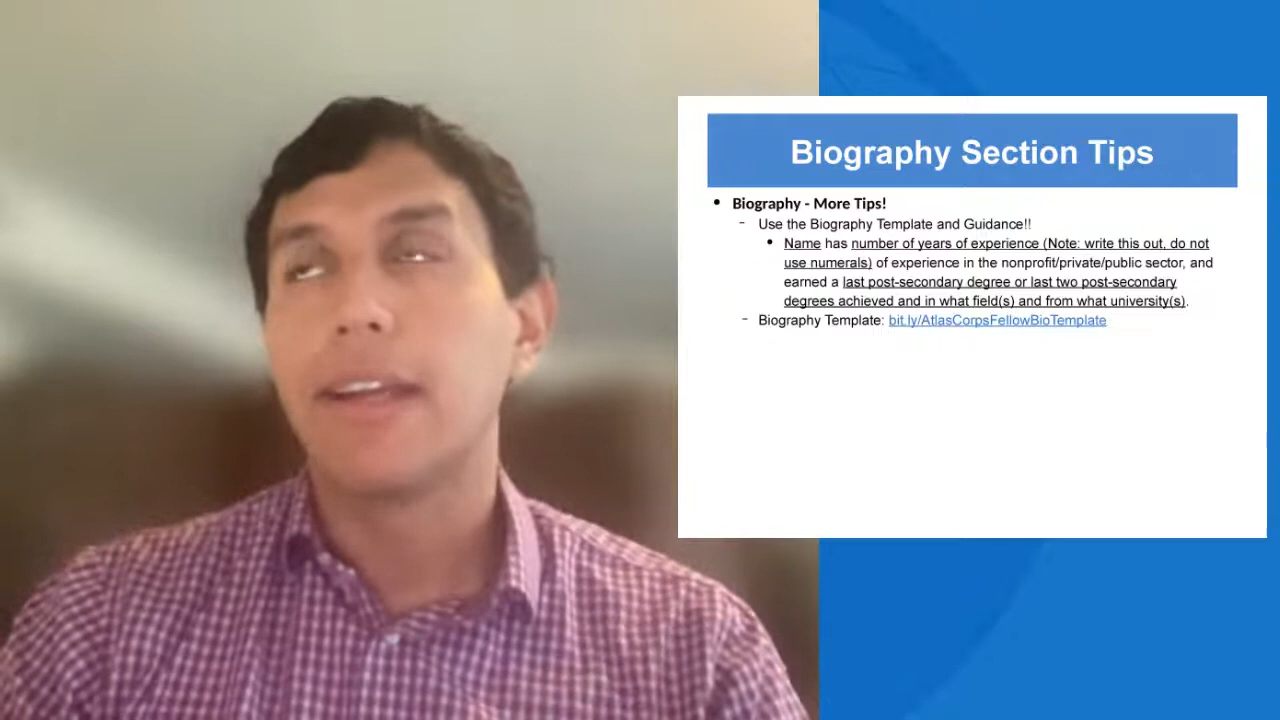 Biography Section Tips
• Biography - More Tips!
- Use the Biography Template and Guidance!!
• Name has number of years of experience (Note: write this out, do not
use numerals) of experience in the nonprofit/private/public sector, and
earned a last post-secondary degree or last two post-secondary
degrees achieved and in what field(s) and from what university(s).
- Biography Template: bit.ly/AtlasCorpsFellowBioTemplate